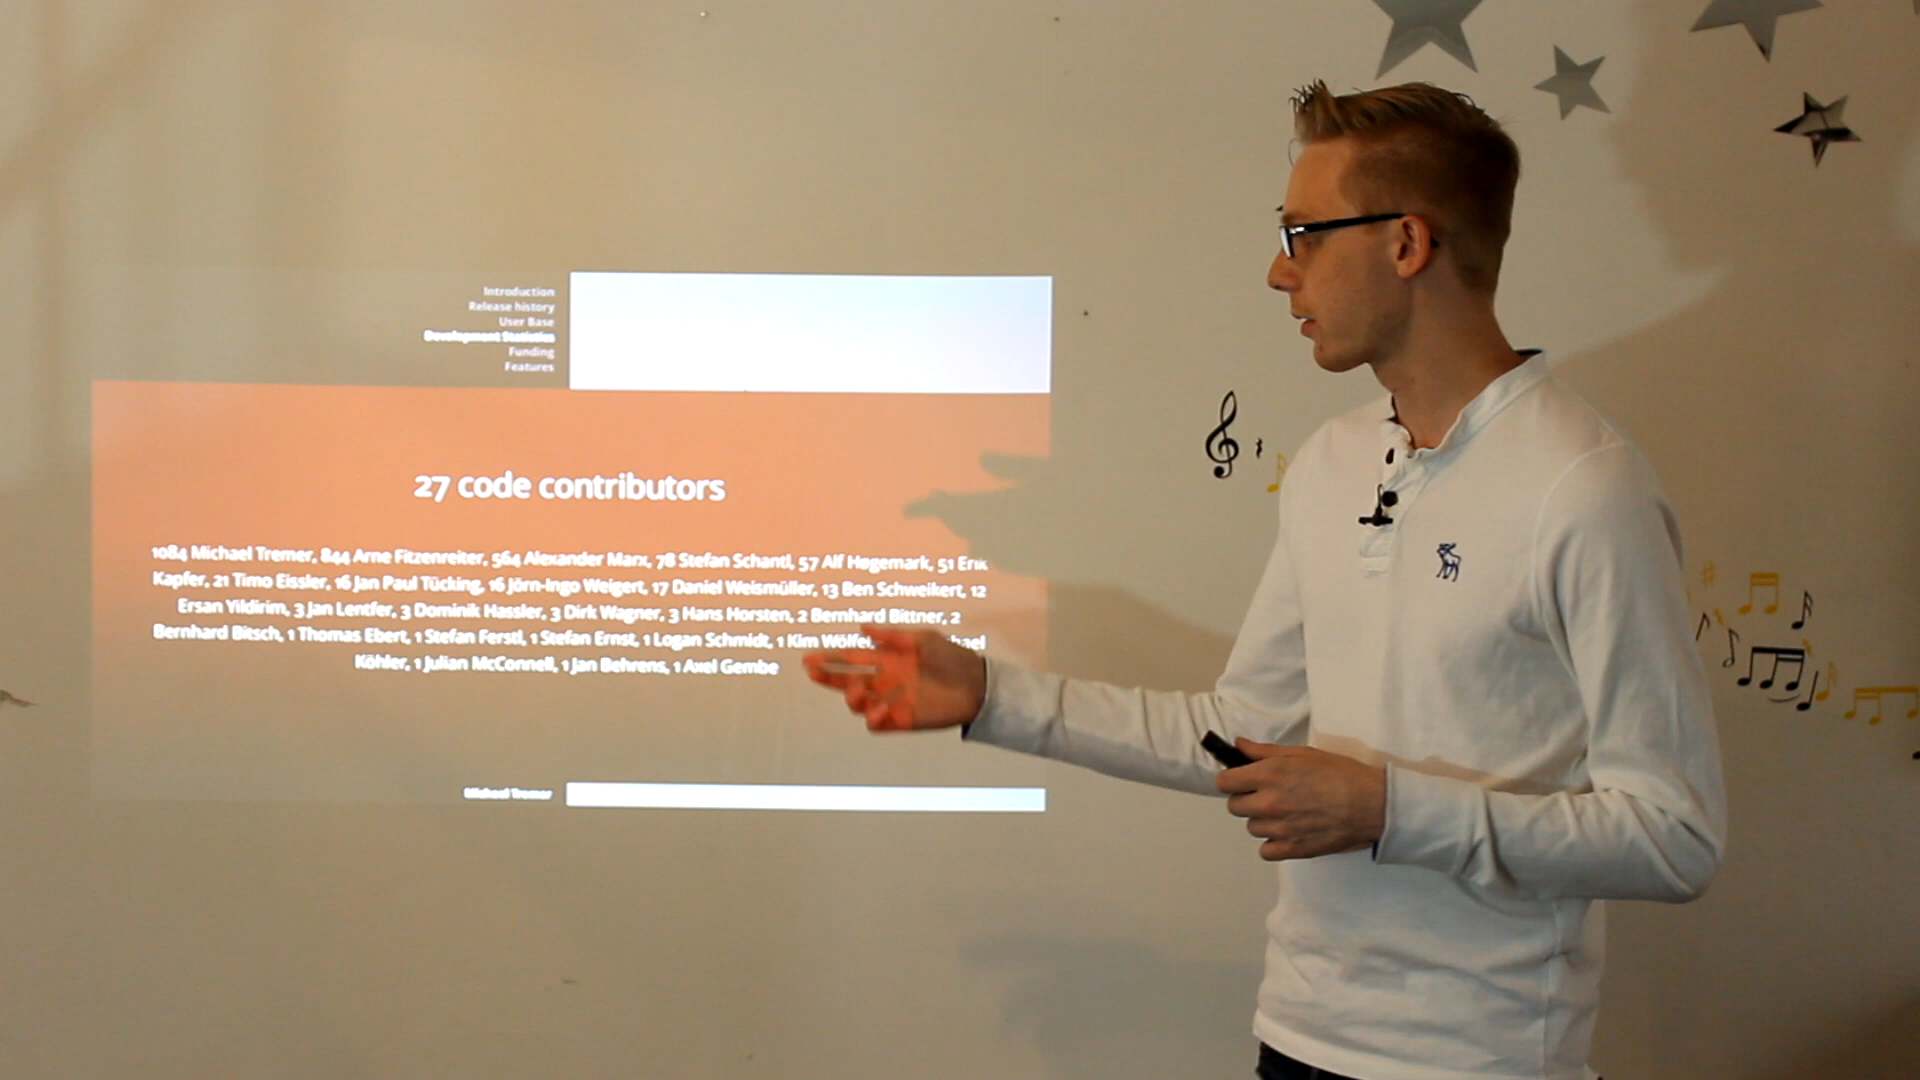 Introduction
Release history
User Base
Development Statistics
Funding
Features
27 code contributors
1084 Michael Tremer, 844 Arne Fitzenreiter, 564 Alexander Marx, 78 Stefan Schantl, 57 Alf Høgemark, 51 Erik
Kapfer, 21 Timo Eissler, 16 Jan Paul Tücking, 16 Jörn-Ingo Weigert, 17 Daniel Weismüller, 13 Ben Schweikert, 12
Ersan Yildirim, 3 Jan Lentfer, 3 Dominik Hassler, 3 Dirk Wagner, 3 Hans Horsten, 2 Bernhard Bittner, 2
Bernhard Bitsch, 1 Thomas Ebert, 1 Stefan Ferstl, 1 Stefan Ernst, 1 Logan Schmidt, 1 Kim Wölfel,
Köhler, 1 Julian McConnell, 1 Jan Behrens, 1 Axel Gembe
Michael Tremer